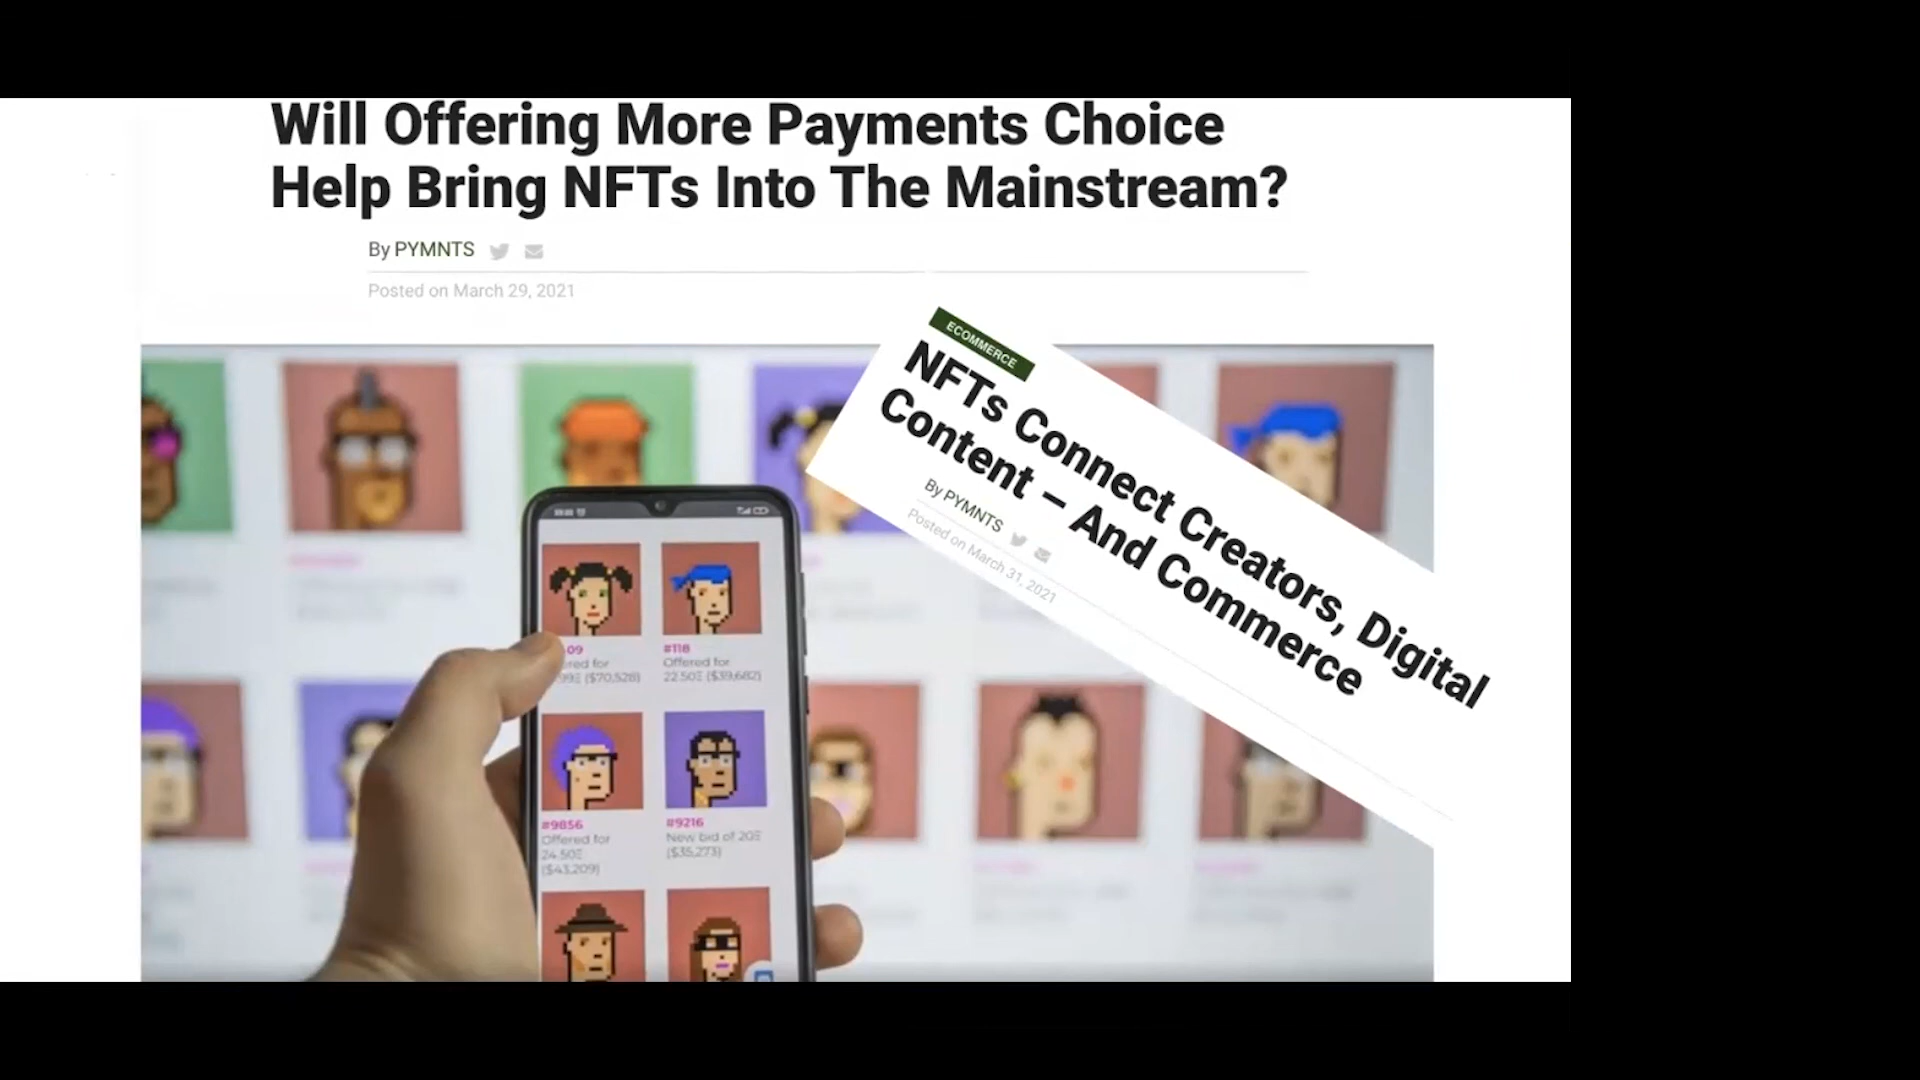 Will Offering More Payments Choice
Help Bring NFTs Into The Mainstream?
By PYMNTS
Posted on March 29, 2021
ECOMMERCE
NFTs Connect Creators, Digital
Content – And Commerce
By PYMNTS
Posted on March 31, 2021
#118
Offered for
22.50Ξ ($39,682)
#9856
Offered for
24.50Ξ
($43,209)
#9216
New bid of 20Ξ
($35,273)